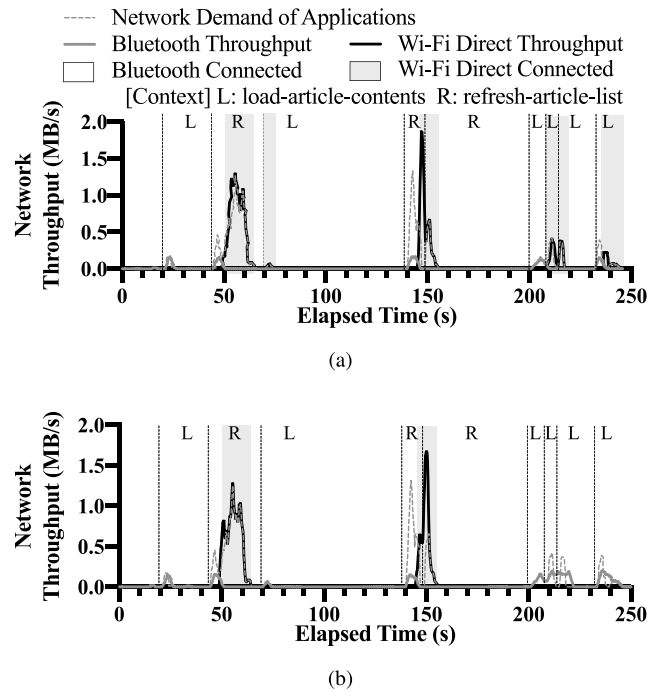 Network Demand of Applications
Bluetooth Throughput Wi-Fi Direct Throughput
Bluetooth Connected Wi-Fi Direct Connected
[Context] L: load-article-contents R: refresh-article-list
L R L R R L L L L
2.0
1.5
1.0
0.5
0.0
Network
Throughput (MB/s)
0 50 100 150 200 250
Elapsed Time (s)
(a)
L R L R R L L L L
2.0
1.5
1.0
0.5
0.0
Network
Throughput (MB/s)
0 50 100 150 200 250
Elapsed Time (s)
(b)